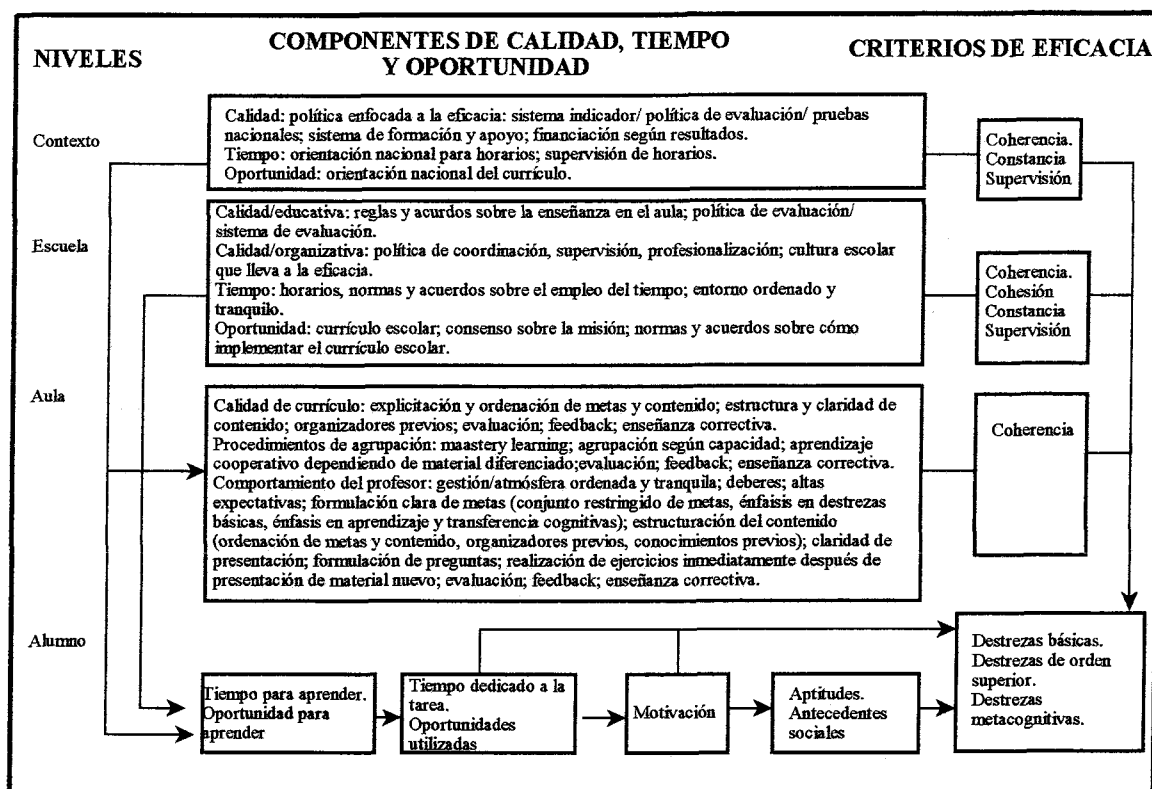 NIVELES
COMPONENTES DE CALIDAD, TIEMPO
Y OPORTUNIDAD
CRITERIOS DE EFICACIA
Contexto
Calidad: política enfocada a la eficacia: sistema indicador/ política de evaluación/ pruebas
nacionales; sistema de formación y apoyo; financiación según resultados.
Tiempo: orientación nacional para horarios; supervisión de horarios.
Oportunidad: orientación nacional del currículo.
Coherencia.
Constancia
Supervisión
Escuela
Calidad/educativa: reglas y acurdos sobre la enseñanza en el aula; política de evaluación/
sistema de evaluación.
Calidad/organizativa: política de coordinación, supervisión, profesionalización; cultura escolar
que lleva a la eficacia.
Tiempo: horarios, normas y acuerdos sobre el empleo del tiempo; entorno ordenado y
tranquilo.
Oportunidad: currículo escolar; consenso sobre la misión; normas y acuerdos sobre cómo
implementar el currículo escolar.
Coherencia.
Cohesión
Constancia
Supervisión
Aula
Calidad de currículo: explicitación y ordenación de metas y contenido; estructura y claridad de
contenido; organizadores previos; evaluación; feedback; enseñanza correctiva.
Procedimientos de agrupación: maastery learning; agrupación según capacidad; aprendizaje
cooperativo dependiendo de material diferenciado;evaluación; feedback; enseñanza correctiva.
Comportamiento del profesor: gestión/atmósfera ordenada y tranquila; deberes; altas
expectativas; formulación clara de metas (conjunto restringido de metas, énfaisis en destrezas
básicas, énfasis en aprendizaje y transferencia cognitivas); estructuración del contenido
(ordenación de metas y contenido, organizadores previos, conocimientos previos); claridad de
presentación; formulación de preguntas; realización de ejercicios inmediatamente después de
presentación de material nuevo; evaluación; feedback; enseñanza correctiva.
Coherencia
Alumno
Tiempo para aprender.
Oportunidad para
aprender
Tiempo dedicado a la
tarea.
Oportunidades
utilizadas
Motivación
Aptitudes.
Antecedentes
sociales
Destrezas básicas.
Destrezas de orden
superior.
Destrezas
metacognitivas.